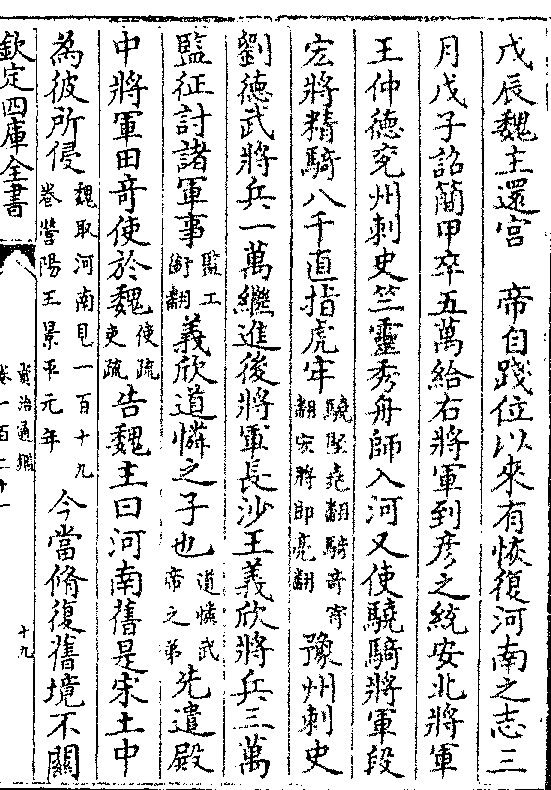 戊辰魏主還宮　帝自踐位以來有恢復河南之志三
月戊子詔簡甲卒五萬給右將軍到彥之統安北將軍
王仲德兖州刺史竺靈秀舟師入河又使驍騎將軍段
宏將精騎八千直指虎牢驍堅堯翻騎奇寄翻宏將即亮翻豫州刺史
劉德武將兵一萬繼進後將軍長沙王義欣將兵三萬
監征討諸軍事監工銜翻義欣道憐之子也道憐武帝之弟先遣殿
中將軍田奇使於魏使疏吏疏告魏主曰河南舊是宋土中
為彼所侵魏取河南見一百十九卷營陽王景平元年今當脩復舊境不關
欽定四庫全書
資治通鑑
卷一百二十一
十九